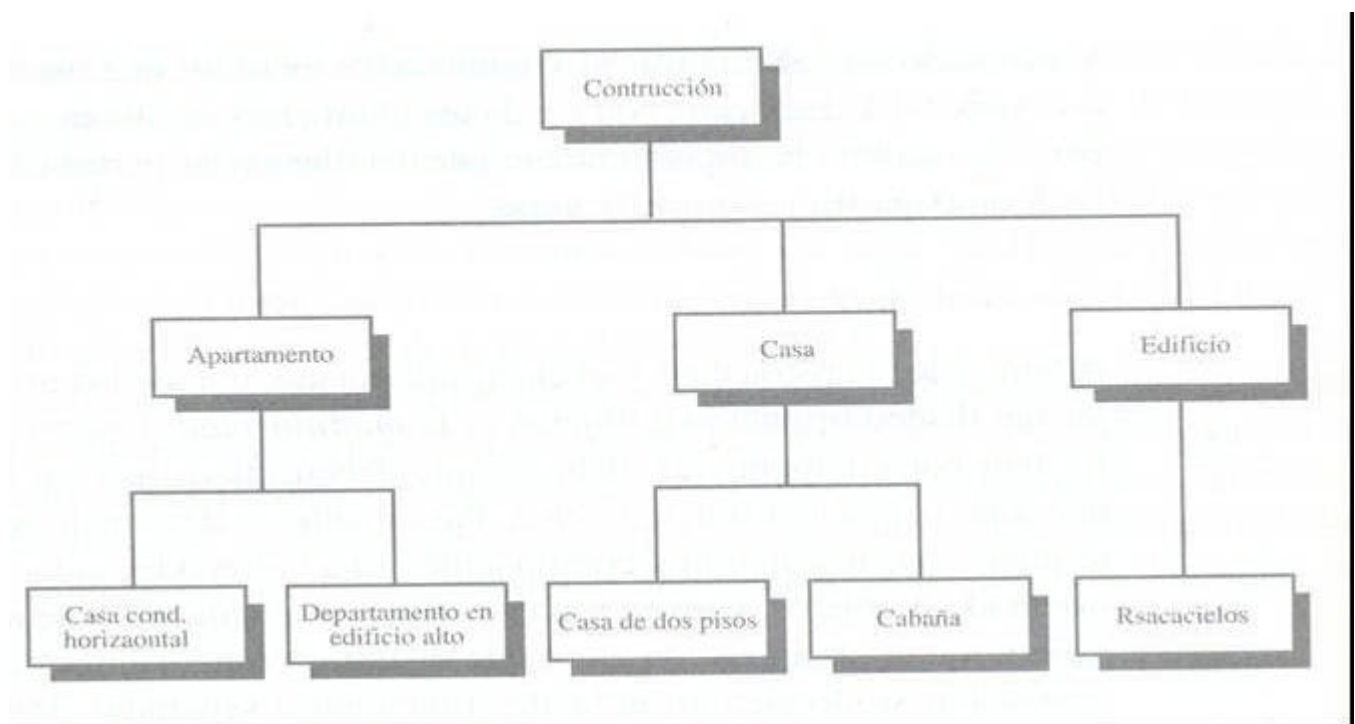 Contrucción
Apartamento
Casa
Edificio
Casa cond.
horizaontal
Departamento en
edificio alto
Casa de dos pisos
Cabaña
Rsacacielos